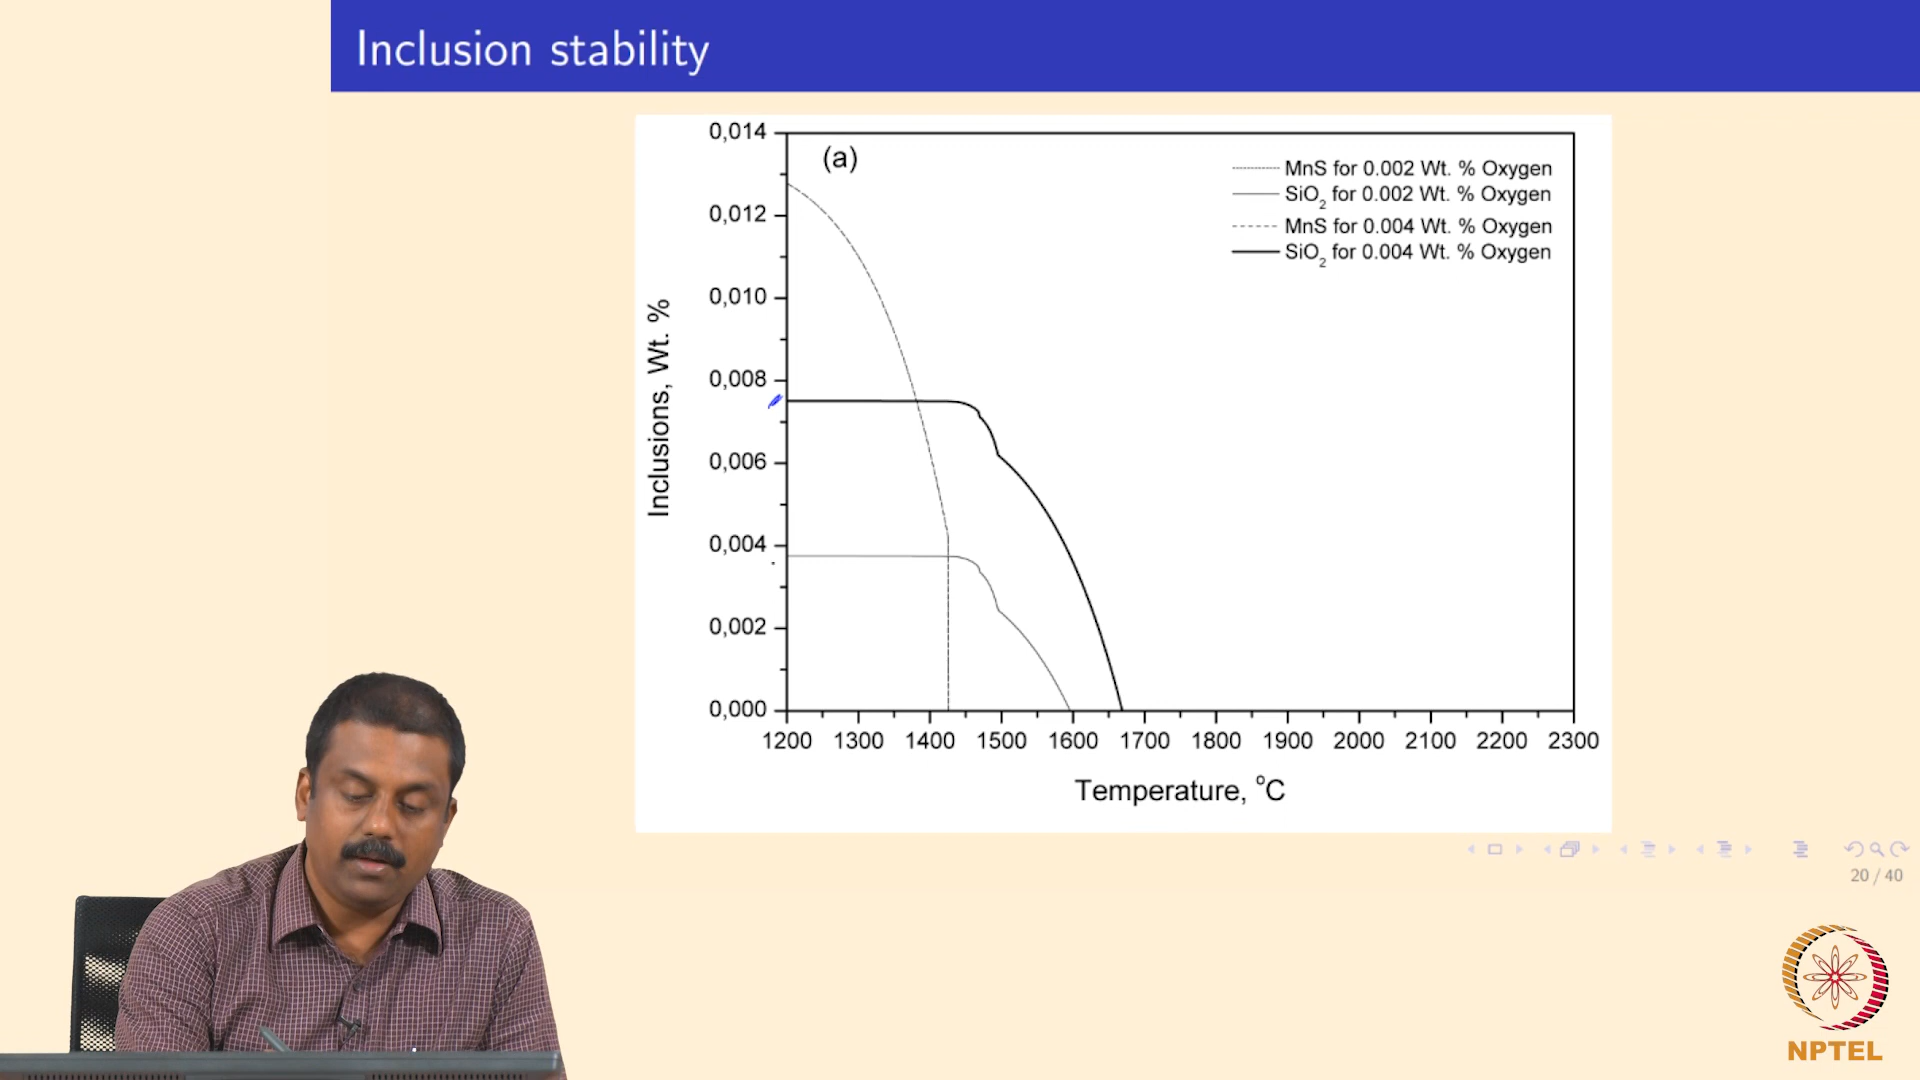 Inclusion stability
(a)
MnS for 0.002 Wt. % Oxygen
SiO2 for 0.002 Wt. % Oxygen
MnS for 0.004 Wt. % Oxygen
SiO2 for 0.004 Wt. % Oxygen
Inclusions, Wt. %
0,014
0,012
0,010
0,008
0,006
0,004
0,002
0,000
1200 1300 1400 1500 1600 1700 1800 1900 2000 2100 2200 2300
Temperature, °C
20 / 40
NPTEL